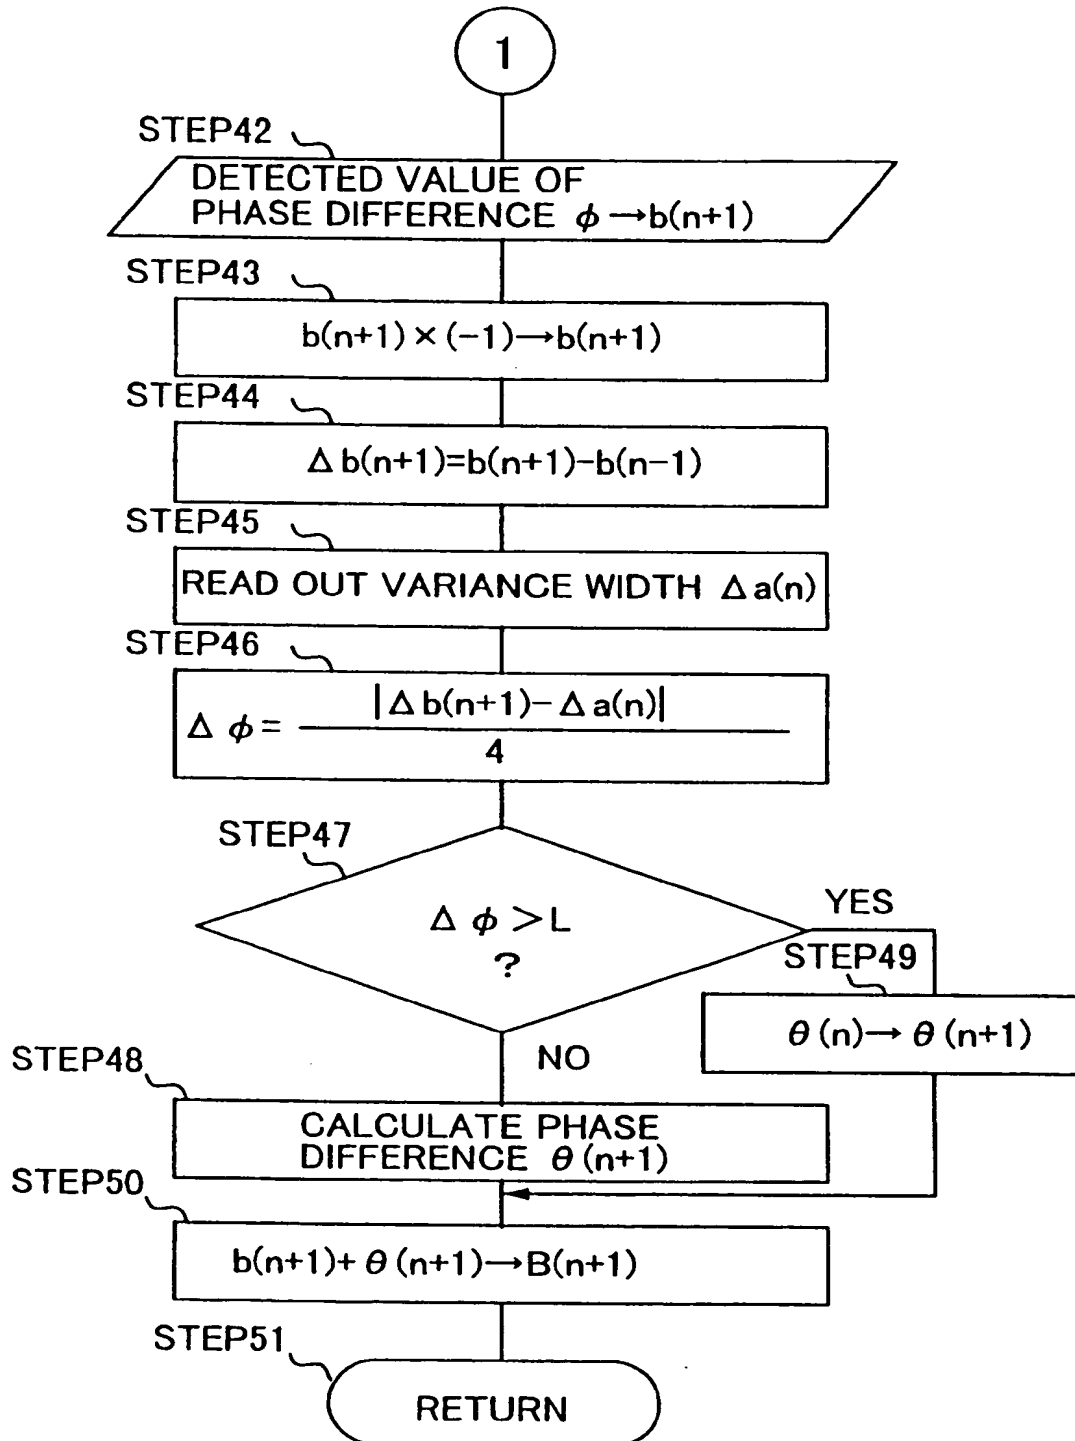 1
STEP42
DETECTED VALUE OF
PHASE DIFFERENCE ϕ→b(n+1)
STEP43
b(n+1)×(−1)→b(n+1)
STEP44
Δb(n+1)=b(n+1)-b(n-1)
STEP45
READ OUT VARIANCE WIDTH Δa(n)
STEP46
Δϕ= |Δb(n+1)-Δa(n)|
4
STEP47
Δϕ>L
?
YES
STEP49
θ(n)→θ(n+1)
NO
STEP48
CALCULATE PHASE
DIFFERENCE θ(n+1)
STEP50
b(n+1)+θ(n+1)→B(n+1)
STEP51
RETURN